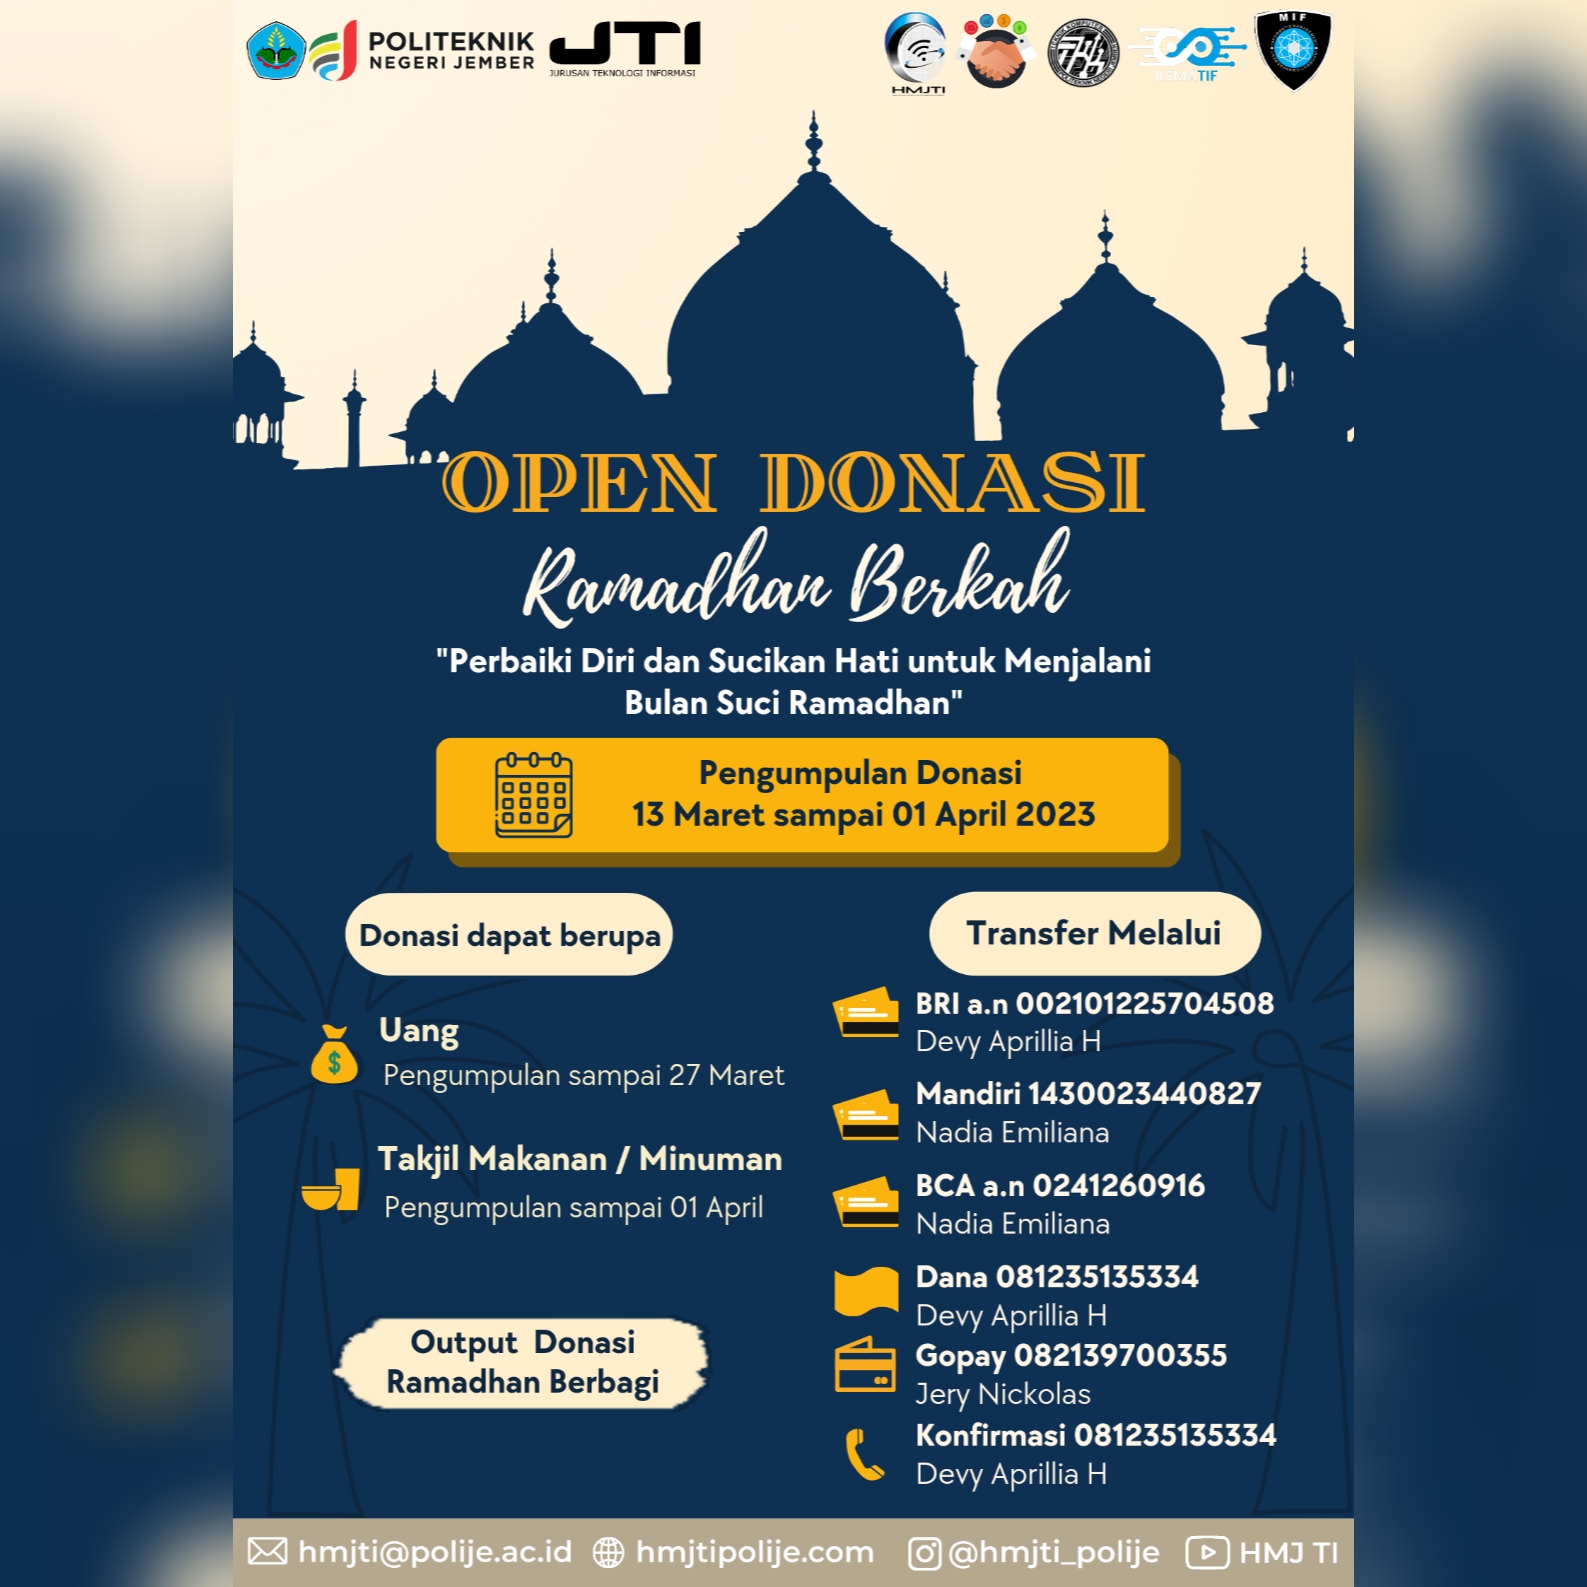 POLITEKNIK
NEGERI JEMBER
JTI
JURUSAN TEKNOLOGI INFORMASI
HMJTI
KEMATIF
MIF
OPEN DONASI
Ramadhan Berkah
"Perbaiki Diri dan Sucikan Hati untuk Menjalani
Bulan Suci Ramadhan"
Pengumpulan Donasi
13 Maret sampai 01 April 2023
Donasi dapat berupa
$
Uang
Pengumpulan sampai 27 Maret
Takjil Makanan / Minuman
Pengumpulan sampai 01 April
Output Donasi
Ramadhan Berbagi
Transfer Melalui
BRI a.n 002101225704508
Devy Aprillia H
Mandiri 1430023440827
Nadia Emiliana
BCA a.n 0241260916
Nadia Emiliana
Dana 081235135334
Devy Aprillia H
Gopay 082139700355
Jery Nickolas
Konfirmasi 081235135334
Devy Aprillia H
hmjti@polije.ac.id hmjtipolije.com @hmjti_polije HMJ TI